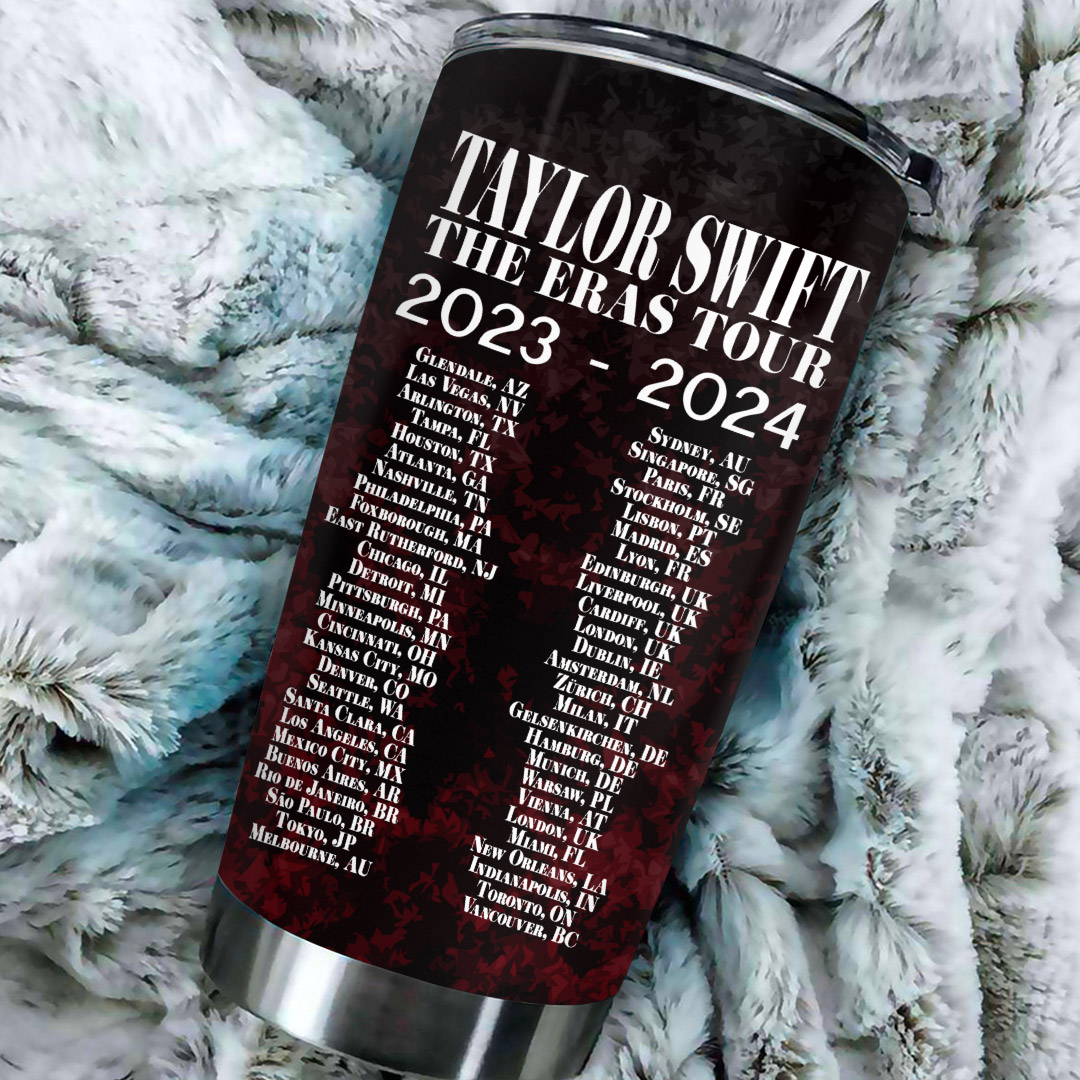 TAYLOR SWIFT
THE ERAS TOUR
2023 - 2024
GLENDALE, AZ
LAS VEGAS, NV
ARLINGTON, TX
TAMPA, FL
HOUSTON, TX
ATLANTA, GA
NASHVILLE, TN
PHILADELPHIA, PA
FOXBOROUGH, MA
EAST RUTHERFORD, NJ
CHICAGO, IL
DETROIT, MI
PITTSBURGH, PA
MINNEAPOLIS, MN
CINCINNATI, OH
KANSAS CITY, MO
DENVER, CO
SEATTLE, WA
SANTA CLARA, CA
LOS ANGELES, CA
MEXICO CITY, MX
BUENOS AIRES, AR
RIO DE JANEIRO, BR
SÃO PAULO, BR
TOKYO, JP
MELBOURNE, AU
SYDNEY, AU
SINGAPORE, SG
PARIS, FR
STOCKHOLM, SE
LISBON, PT
MADRID, ES
LYON, FR
EDINBURGH, UK
LIVERPOOL, UK
CARDIFF, UK
LONDON, UK
DUBLIN, IE
AMSTERDAM, NL
ZÜRICH, CH
MILAN, IT
GELSENKIRCHEN, DE
HAMBURG, DE
MUNICH, DE
WARSAW, PL
VIENNA, AT
LONDON, UK
MIAMI, FL
NEW ORLEANS, LA
INDIANAPOLIS, IN
TORONTO, ON
VANCOUVER, BC